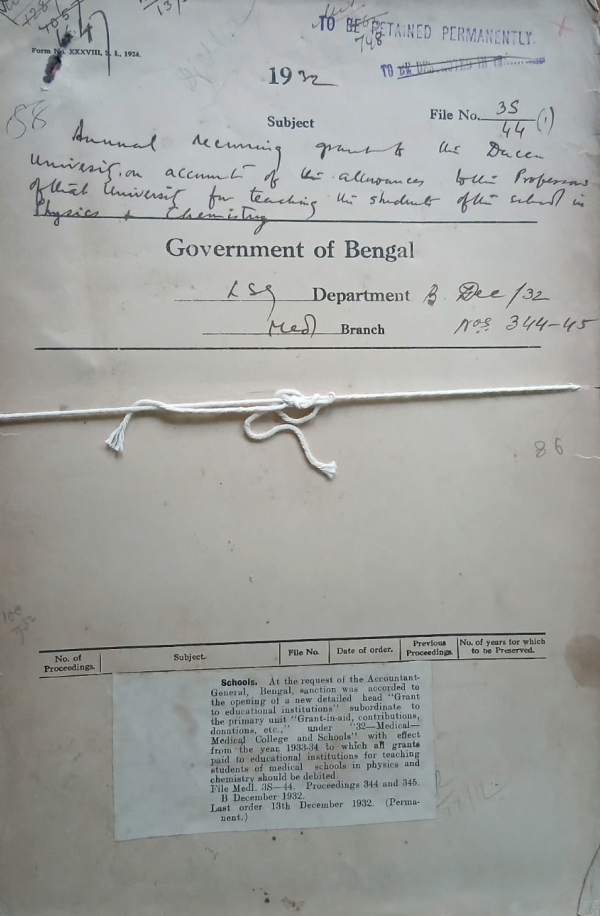 TO BE RETAINED PERMANENTLY.
748
Form No. XXXVIII, S. I., 1924.
1932
Subject
File No. 3S/44 (1)
58
Annual recurring grant to the Dacca
University on account of the allowances to the Professors
of that University for teaching the students of the school in
Physics & Chemistry
Government of Bengal
LSG Department B. Dec/32
Med Branch Nos. 344-45
86
No. of Proceedings. Subject. File No. Date of order. Previous Proceedings. No. of years for which to be Preserved.
Schools. At the request of the Accountant-
General, Bengal, sanction was accorded to
the opening of a new detailed head "Grant
to educational institutions" subordinate to
the primary unit "Grant-in-aid, contributions,
donations, etc.," under "32—Medical—
Medical College and Schools" with effect
from the year 1933-34 to which all grants
paid to educational institutions for teaching
students of medical schools in physics and
chemistry should be debited.
File Medl. 3S—44. Proceedings 344 and 345.
B December 1932.
Last order 13th December 1932. (Perma-
nent.)